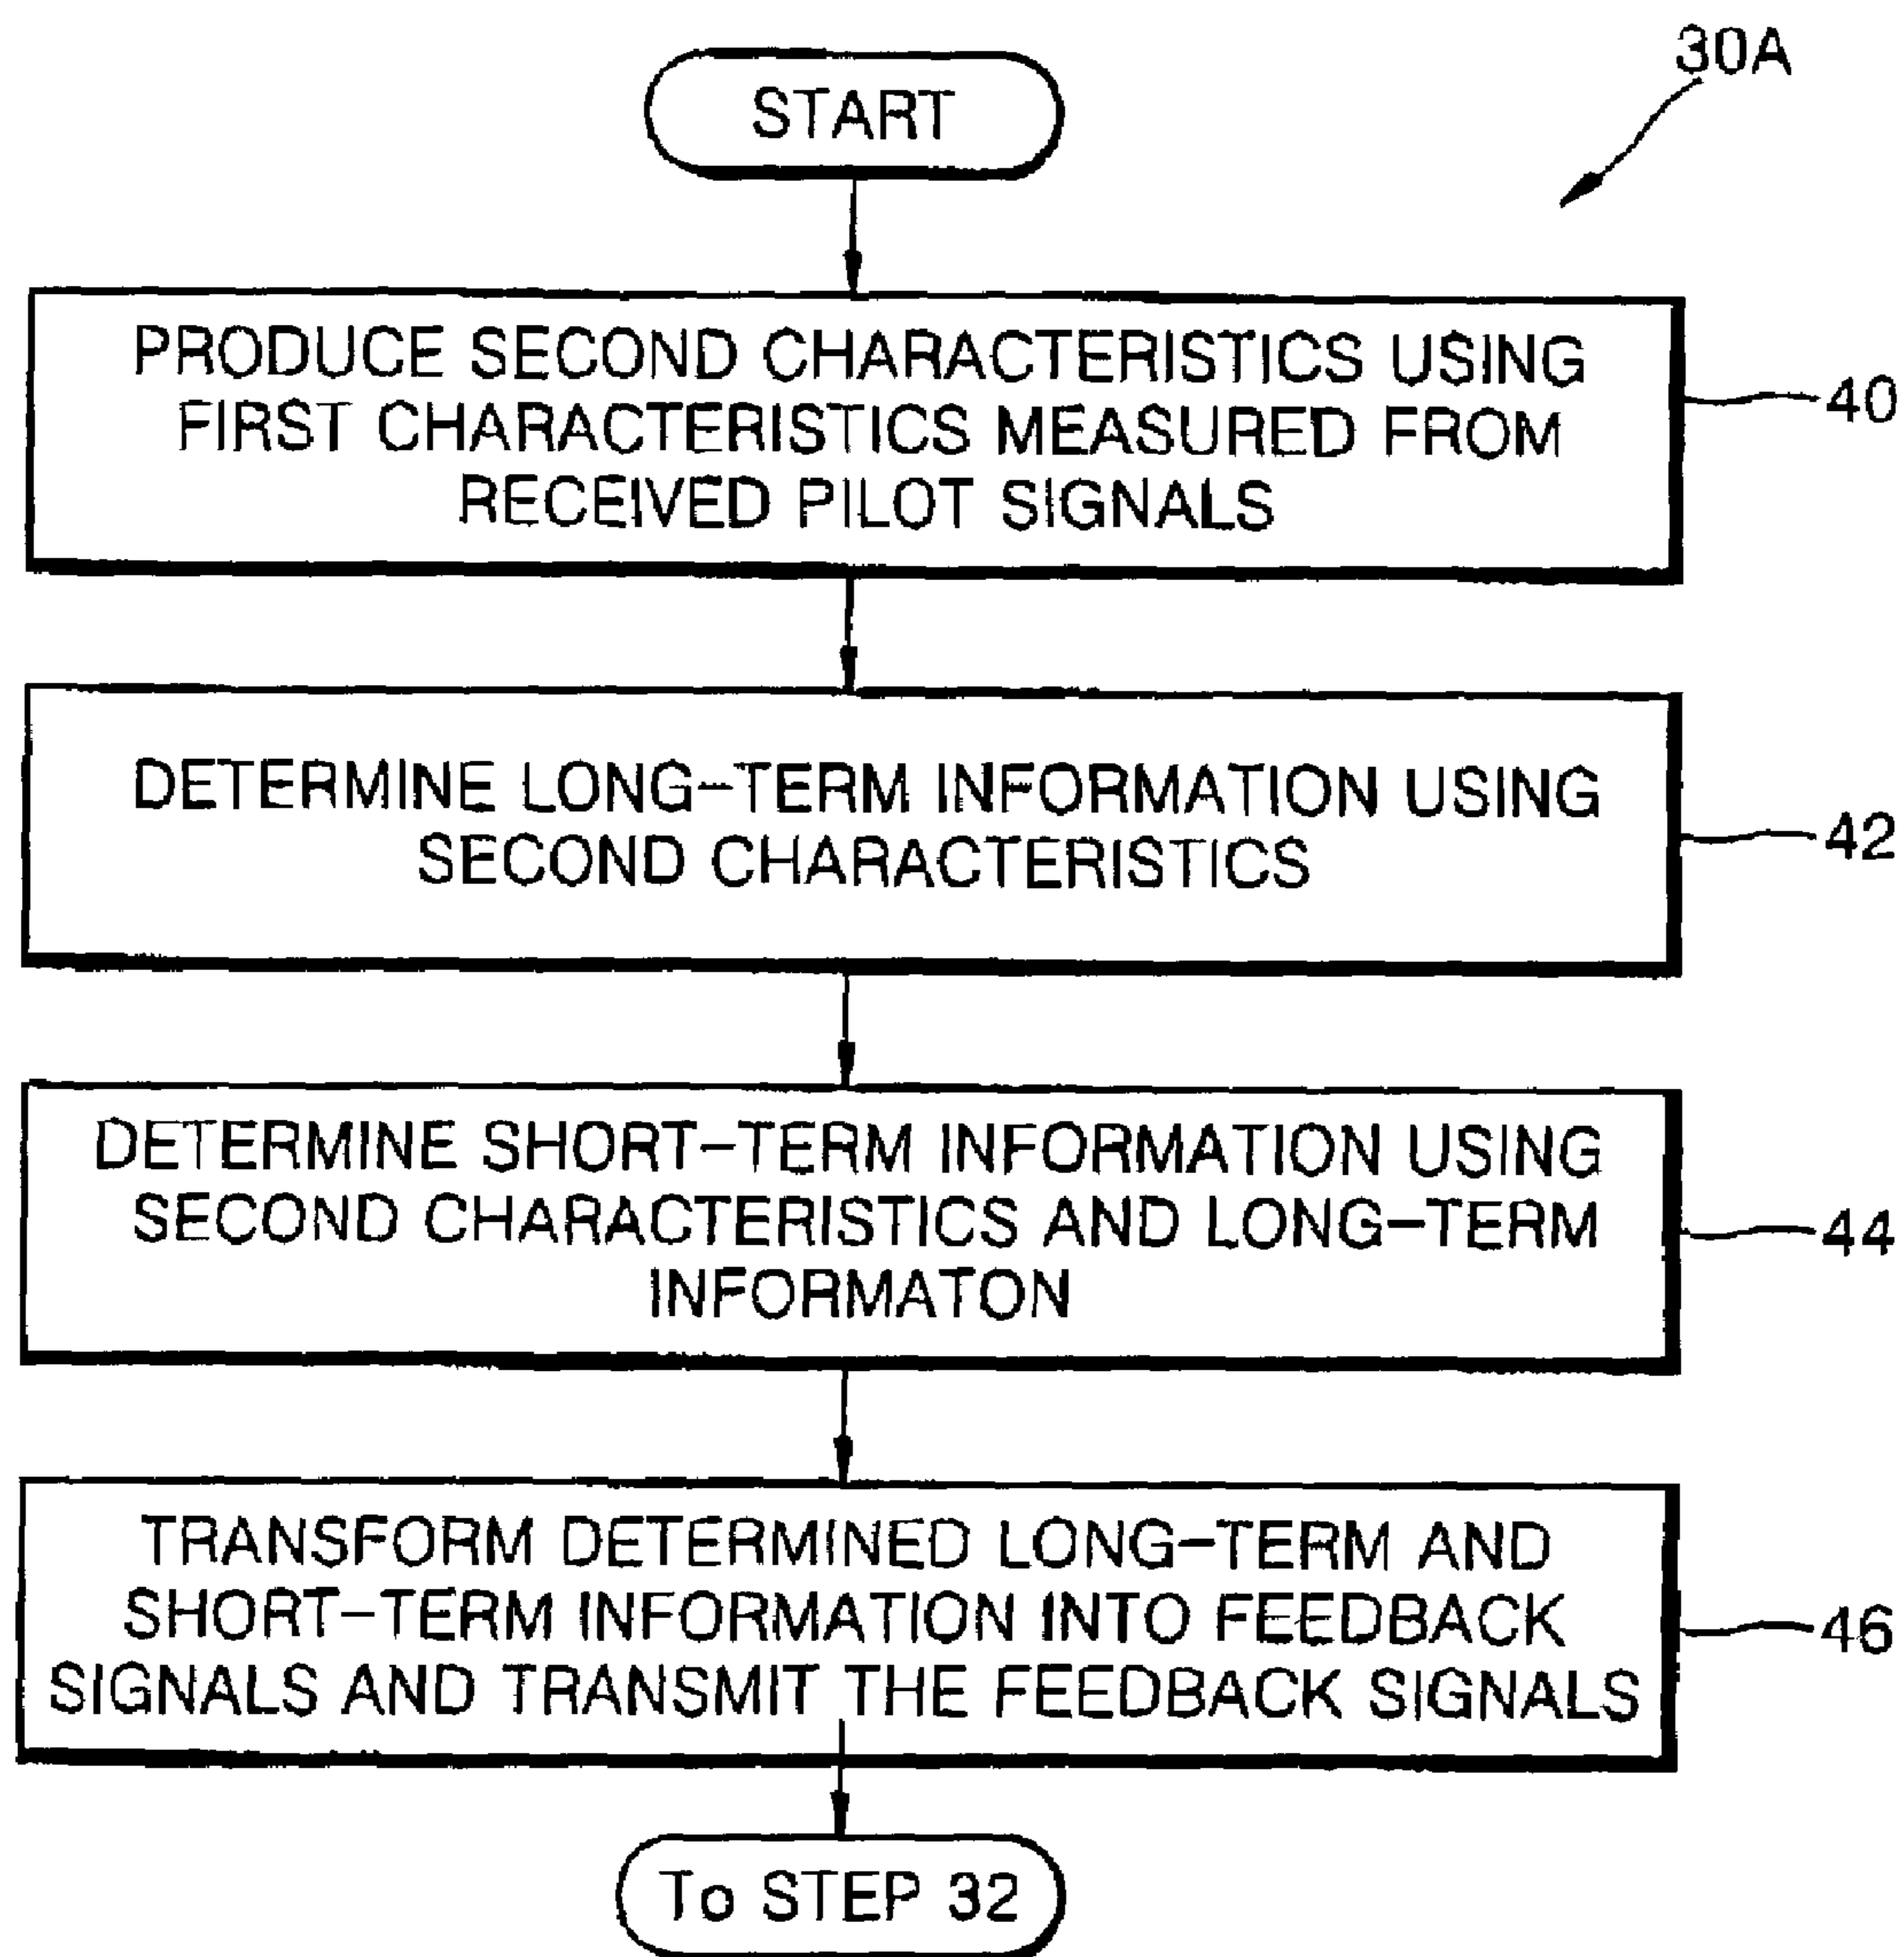 30A
START
PRODUCE SECOND CHARACTERISTICS USING
FIRST CHARACTERISTICS MEASURED FROM
RECEIVED PILOT SIGNALS
40
DETERMINE LONG-TERM INFORMATION USING
SECOND CHARACTERISTICS
42
DETERMINE SHORT-TERM INFORMATION USING
SECOND CHARACTERISTICS AND LONG-TERM
INFORMATON
44
TRANSFORM DETERMINED LONG-TERM AND
SHORT-TERM INFORMATION INTO FEEDBACK
SIGNALS AND TRANSMIT THE FEEDBACK SIGNALS
46
To STEP 32